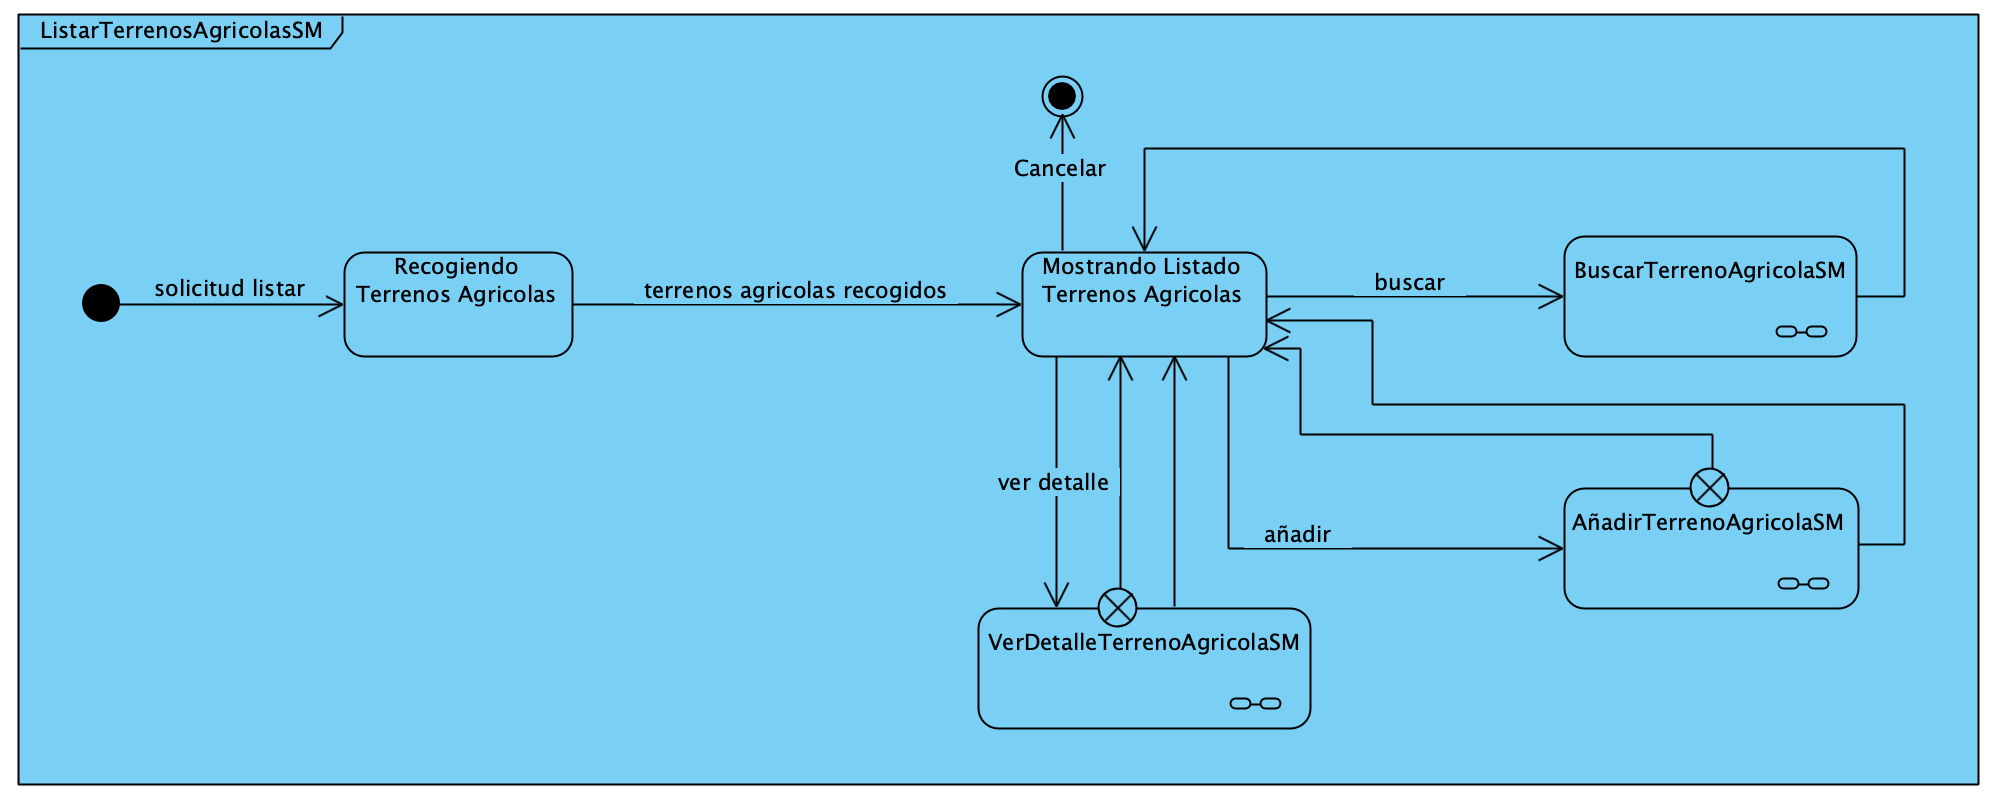 ListarTerrenosAgricolasSM
Cancelar
solicitud listar
Recogiendo
Terrenos Agricolas
terrenos agricolas recogidos
Mostrando Listado
Terrenos Agricolas
buscar
BuscarTerrenoAgricolaSM
ver detalle
añadir
AñadirTerrenoAgricolaSM
VerDetalleTerrenoAgricolaSM